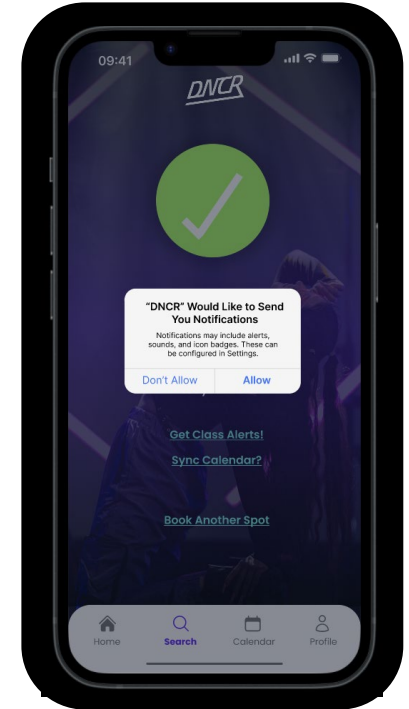 09:41
DNCR
“DNCR” Would Like to Send
You Notifications
Notifications may include alerts,
sounds, and icon badges. These can
be configured in Settings.
Don't Allow
Allow
Get Class Alerts!
Sync Calendar?
Book Another Spot
Home
Search
Calendar
Profile